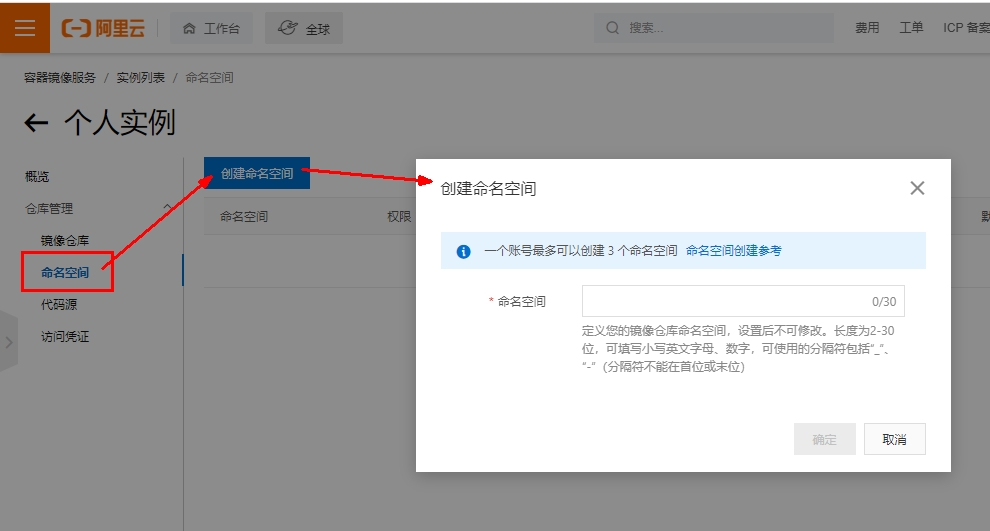 阿里云 工作台 全球 搜索... 费用 工单 ICP 备案
容器镜像服务 / 实例列表 / 命名空间
个人实例
概览
仓库管理
镜像仓库
命名空间
代码源
访问凭证
创建命名空间
命名空间 权限
创建命名空间
一个账号最多可以创建 3 个命名空间 命名空间创建参考
* 命名空间 0/30
定义您的镜像仓库命名空间，设置后不可修改。长度为2-30
位，可填写小写英文字母、数字，可使用的分隔符包括“_”、
“-”（分隔符不能在首位或末位）
确定 取消